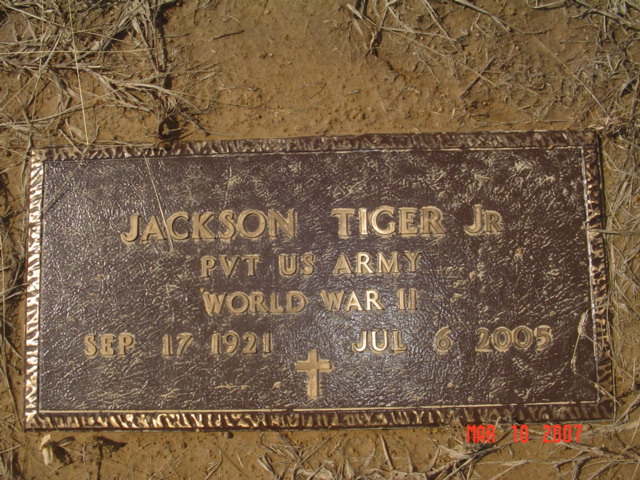 JACKSON TIGER JR
PVT US ARMY
WORLD WAR II
SEP 17 1921 JUL 6 2005
MAR 10 2007